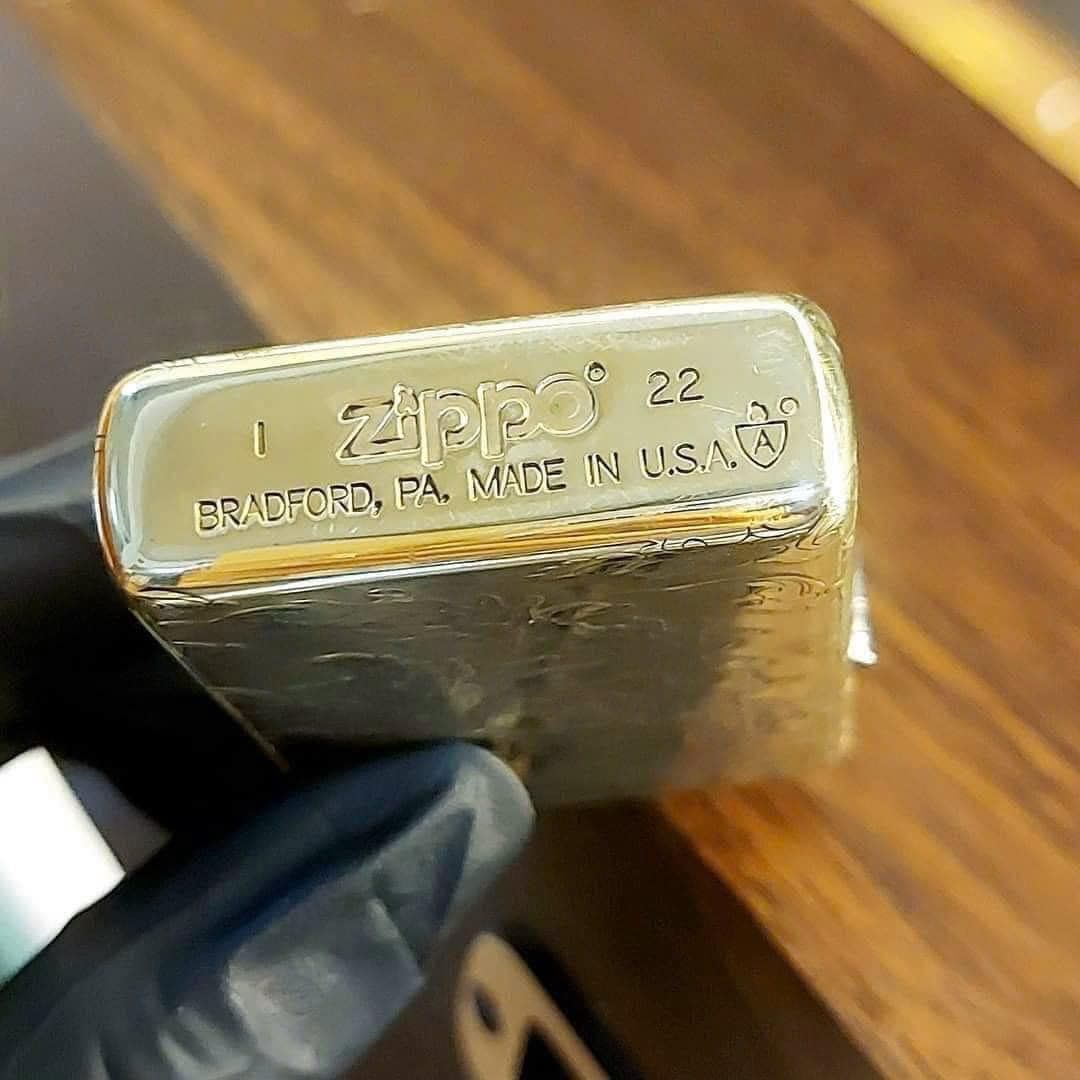 I zippo 22
BRADFORD, PA. MADE IN U.S.A. A